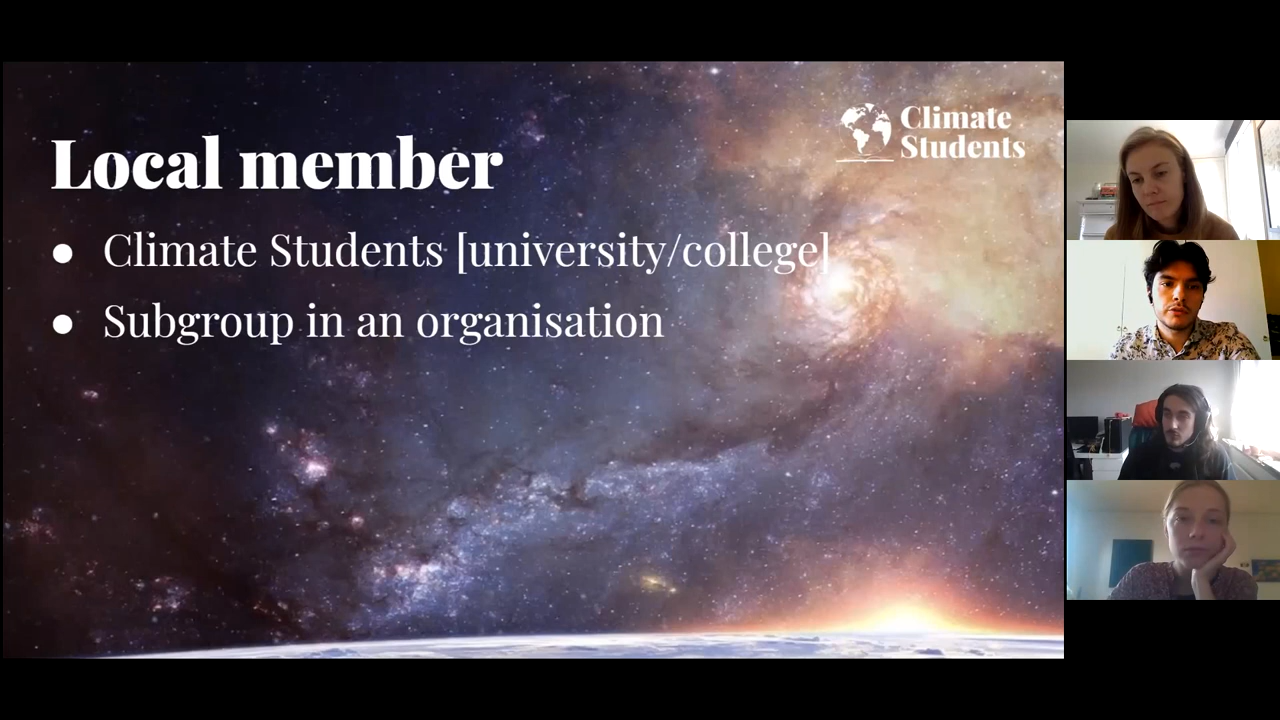 Climate
Students
Local member
● Climate Students [university/college]
● Subgroup in an organisation